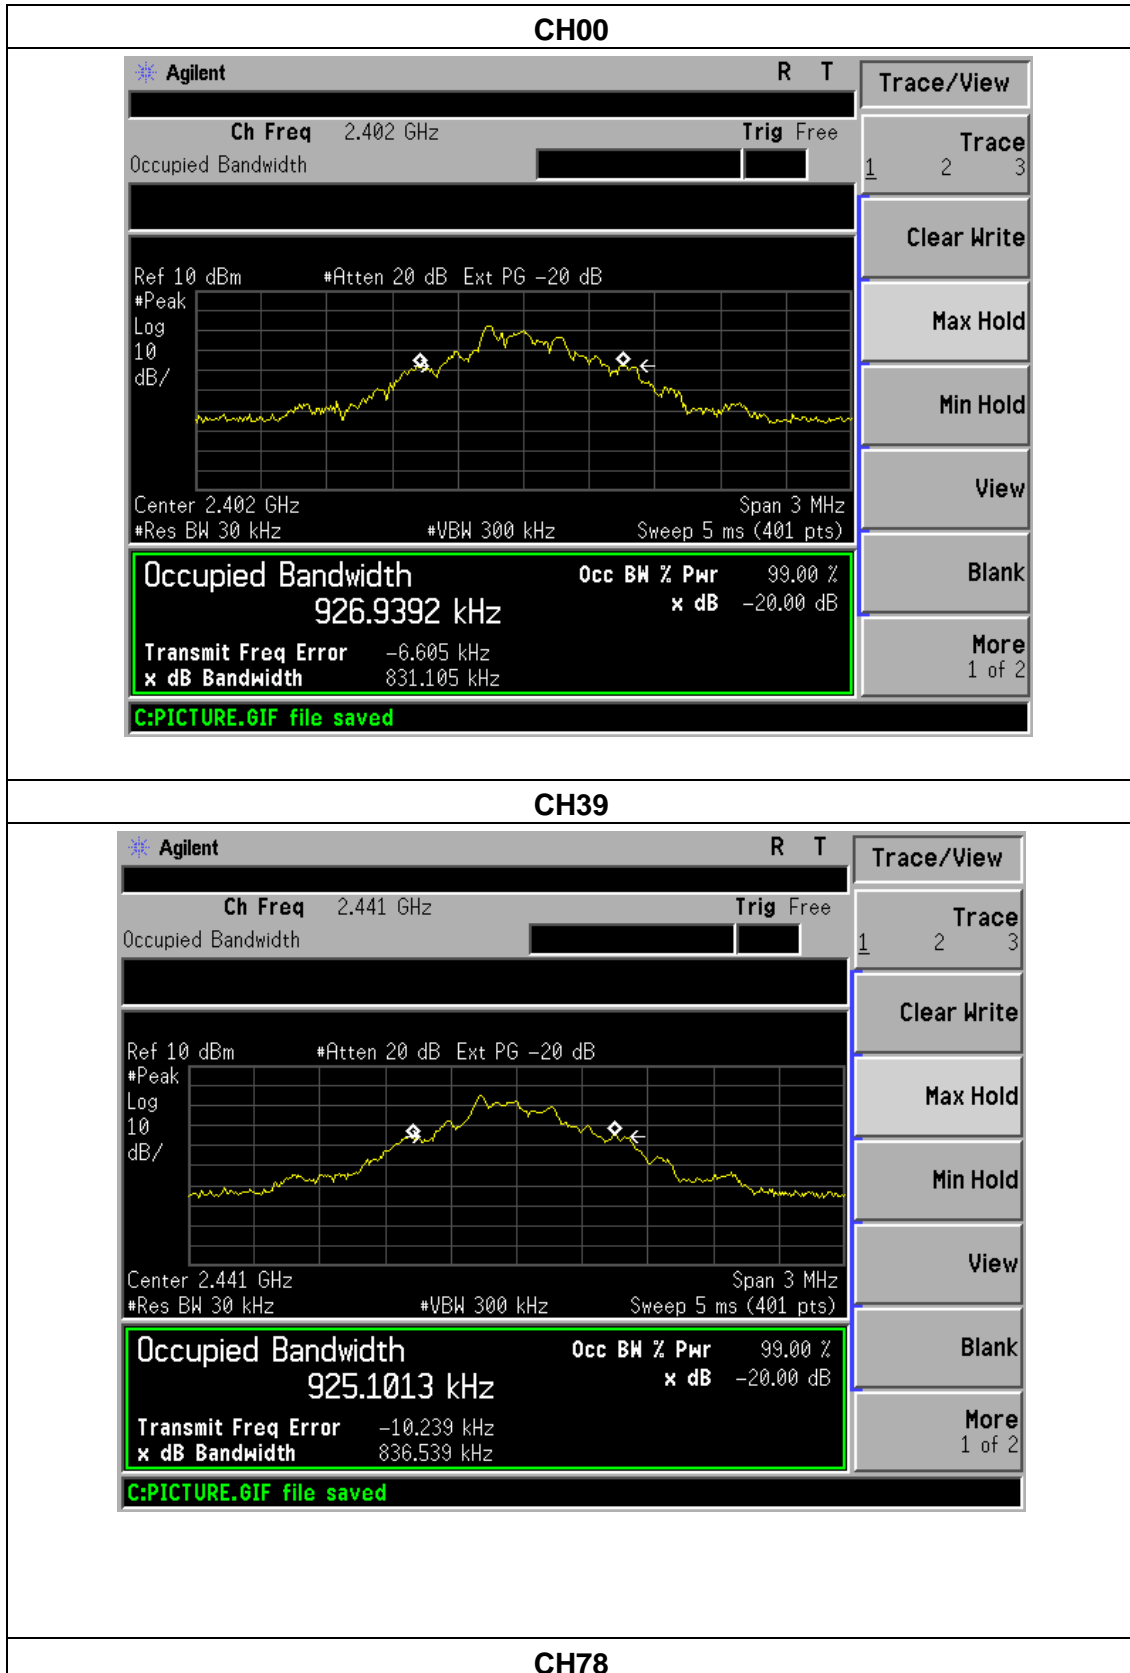 CH00
Agilent R T
Trace/View
Ch Freq 2.402 GHz Trig Free
Occupied Bandwidth
Trace
1 2 3
Clear Write
Max Hold
Min Hold
View
Blank
More
1 of 2
Ref 10 dBm #Atten 20 dB Ext PG -20 dB
#Peak
Log
10
dB/
Center 2.402 GHz Span 3 MHz
#Res BW 30 kHz #VBW 300 kHz Sweep 5 ms (401 pts)
Occupied Bandwidth Occ BW % Pwr 99.00 %
926.9392 kHz x dB -20.00 dB
Transmit Freq Error -6.605 kHz
x dB Bandwidth 831.105 kHz
C:PICTURE.GIF file saved
CH39
Agilent R T
Trace/View
Ch Freq 2.441 GHz Trig Free
Occupied Bandwidth
Trace
1 2 3
Clear Write
Max Hold
Min Hold
View
Blank
More
1 of 2
Ref 10 dBm #Atten 20 dB Ext PG -20 dB
#Peak
Log
10
dB/
Center 2.441 GHz Span 3 MHz
#Res BW 30 kHz #VBW 300 kHz Sweep 5 ms (401 pts)
Occupied Bandwidth Occ BW % Pwr 99.00 %
925.1013 kHz x dB -20.00 dB
Transmit Freq Error -10.239 kHz
x dB Bandwidth 836.539 kHz
C:PICTURE.GIF file saved
CH78